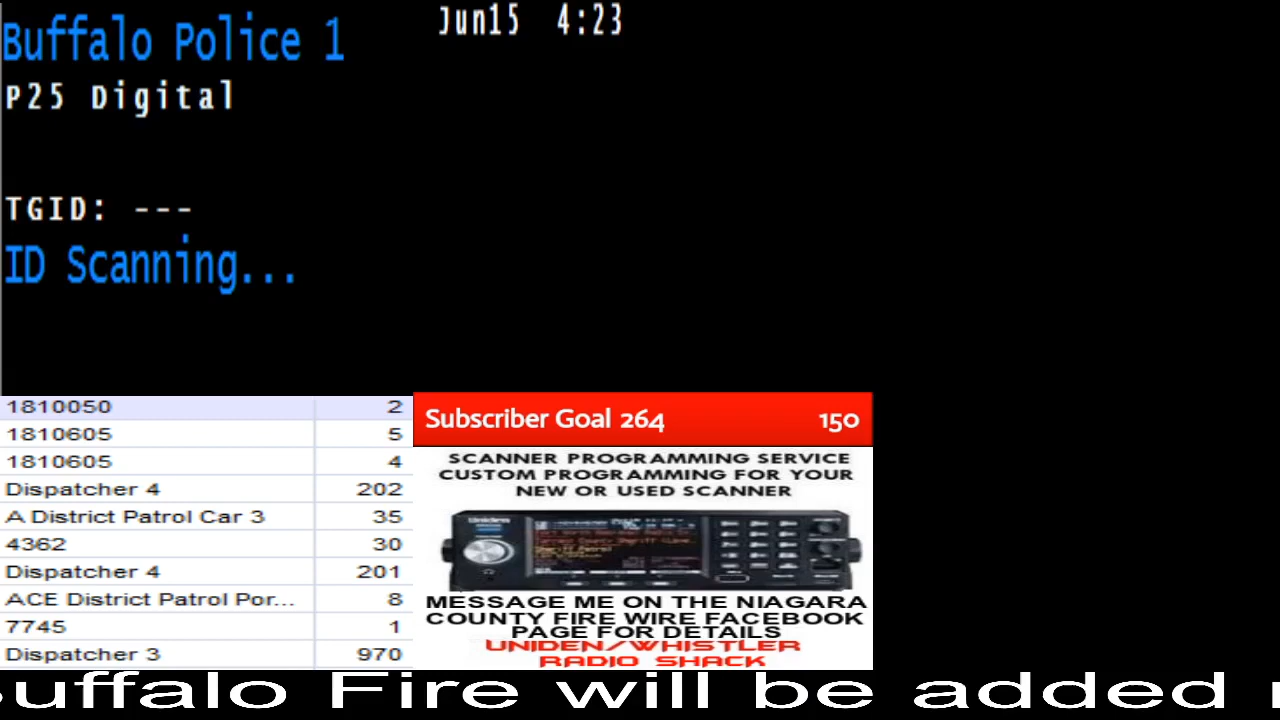 Buffalo Police 1
Jun15 4:23
P25 Digital
TGID: ---
ID Scanning...
1810050 2
1810605 5
1810605 4
Dispatcher 4 202
A District Patrol Car 3 35
4362 30
Dispatcher 4 201
ACE District Patrol Por... 8
7745 1
Dispatcher 3 970
Subscriber Goal 264 150
SCANNER PROGRAMMING SERVICE
CUSTOM PROGRAMMING FOR YOUR
NEW OR USED SCANNER
Uniden
MESSAGE ME ON THE NIAGARA
COUNTY FIRE WIRE FACEBOOK
PAGE FOR DETAILS
UNIDEN/WHISTLER
RADIO SHACK
Buffalo Fire will be added